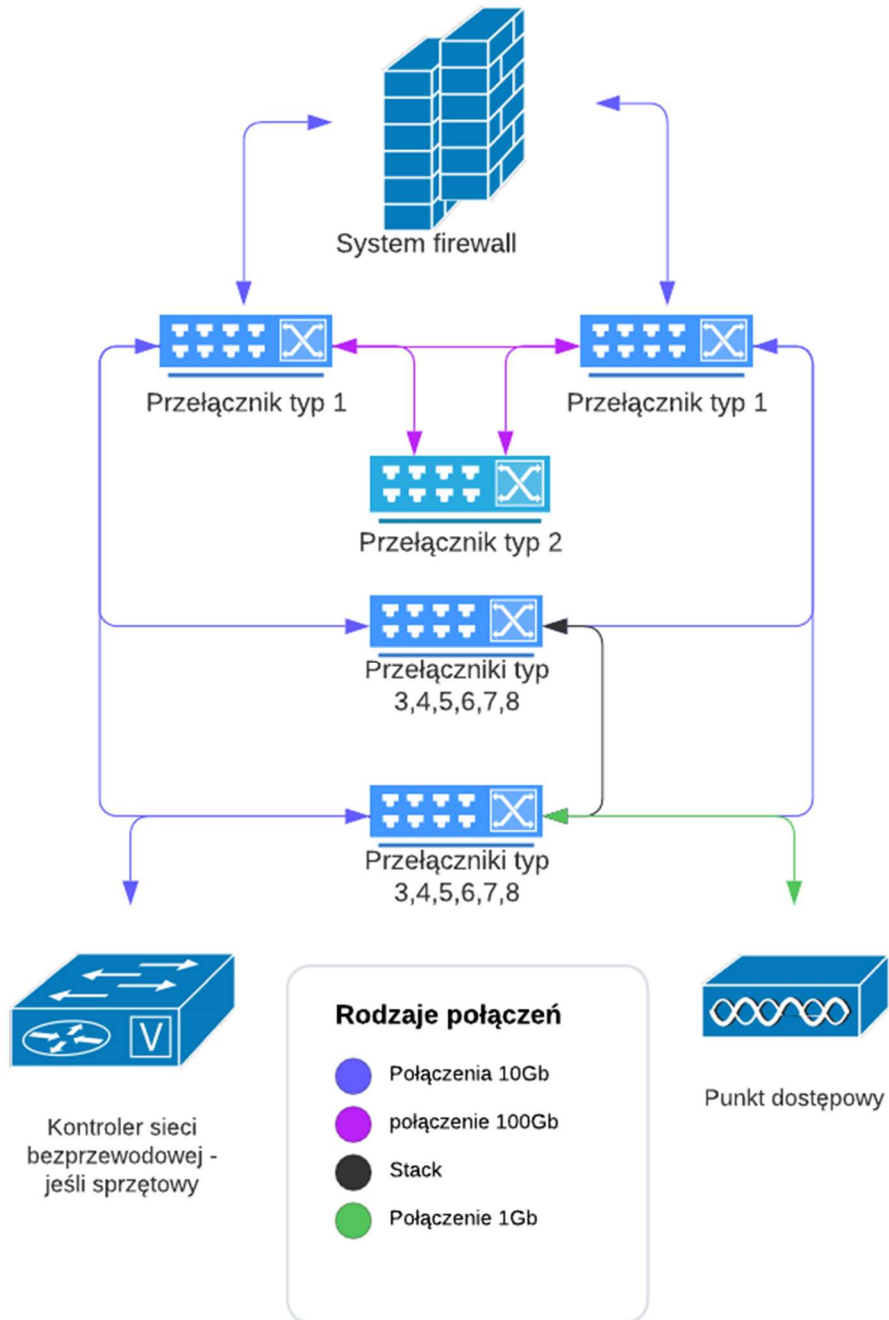 System firewall
Przełącznik typ 1
Przełącznik typ 1
Przełącznik typ 2
Przełączniki typ
3,4,5,6,7,8
Przełączniki typ
3,4,5,6,7,8
V
Kontroler sieci
bezprzewodowej -
jeśli sprzętowy
Rodzaje połączeń
Połączenia 10Gb
połączenie 100Gb
Stack
Połączenie 1Gb
Punkt dostępowy